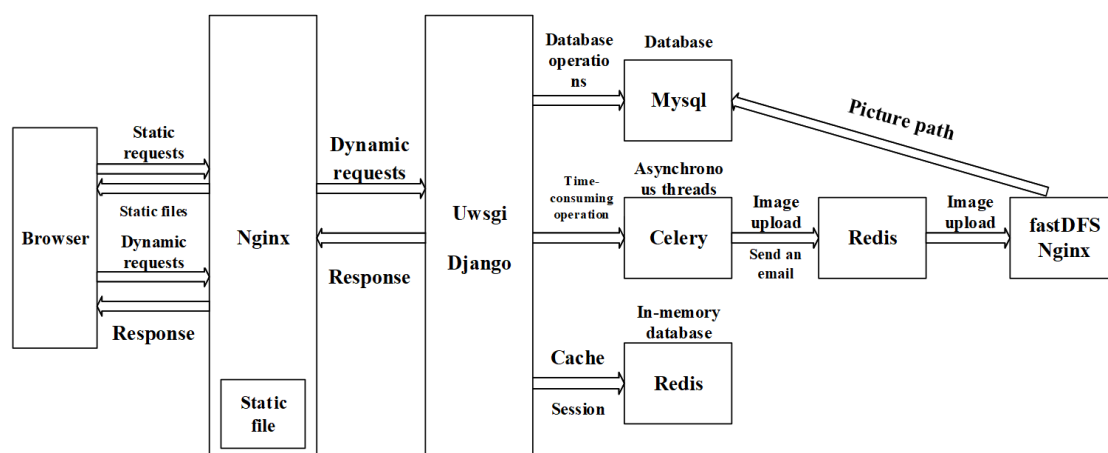 Browser
Static
requests
Static files
Dynamic
requests
Response
Nginx
Static
file
Dynamic
requests
Response
Uwsgi
Django
Database
operatio
ns
Database
Mysql
Picture path
Time-
consuming
operation
Asynchrono
us threads
Celery
Image
upload
Send an
email
Redis
Image
upload
fastDFS
Nginx
Cache
Session
In-memory
database
Redis